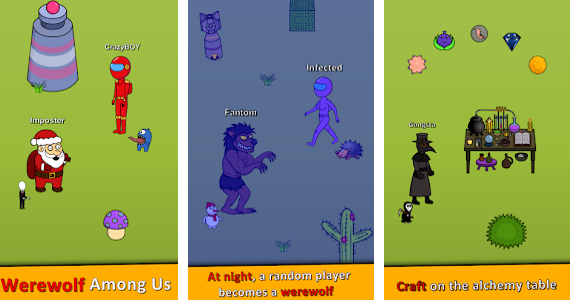 CrazyBOY
Imposter
Werewolf Among Us
Infected
Fantom
At night, a random player
becomes a werewolf
Gangsta
Craft on the alchemy table